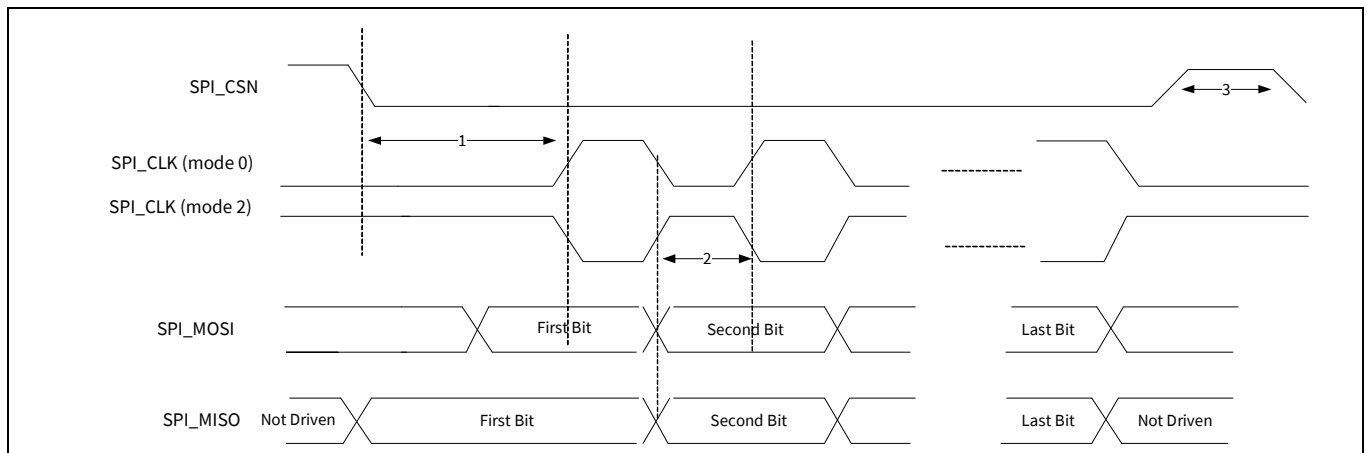 SPI_CSN
3
1
SPI_CLK (mode 0)
SPI_CLK (mode 2)
2
SPI_MOSI First Bit Second Bit Last Bit
SPI_MISO Not Driven First Bit Second Bit Last Bit Not Driven